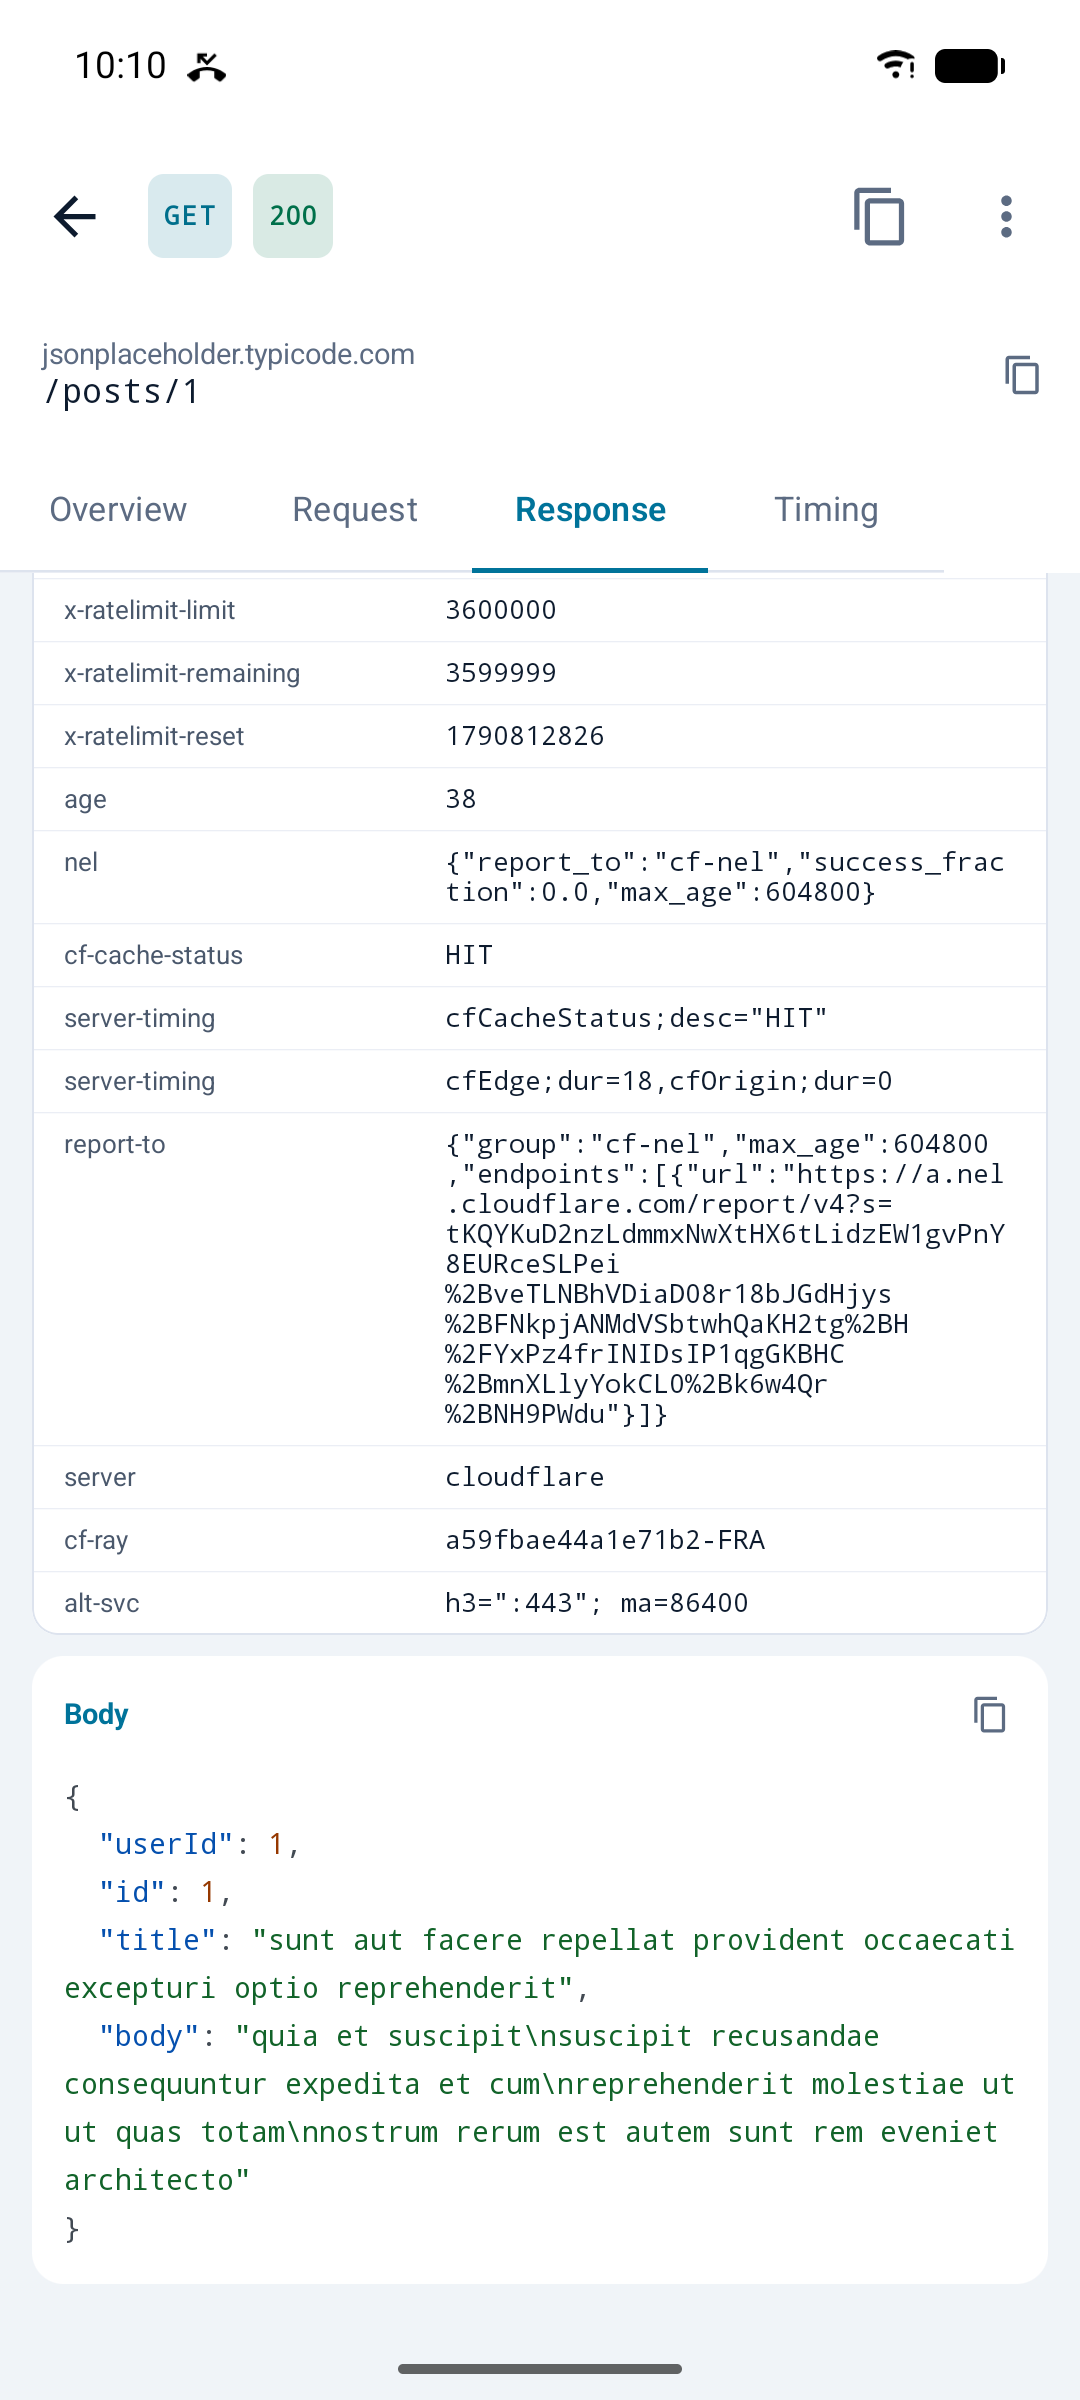 10:10
GET 200
jsonplaceholder.typicode.com
/posts/1
Overview Request Response Timing
x-ratelimit-limit 3600000
x-ratelimit-remaining 3599999
x-ratelimit-reset 1790812826
age 38
nel {"report_to":"cf-nel","success_frac
tion":0.0,"max_age":604800}
cf-cache-status HIT
server-timing cfCacheStatus;desc="HIT"
server-timing cfEdge;dur=18,cfOrigin;dur=0
report-to {"group":"cf-nel","max_age":604800
,"endpoints":[{"url":"https://a.nel
.cloudflare.com/report/v4?s=
tKQYKuD2nzLdmmxNwXtHX6tLidzEW1gvPnY
8EURceSLPei
%2BveTLNBhVDiaD08r18bJGdHjys
%2BFNkpjANMdVSbtwhQaKH2tg%2BH
%2FYxPz4frINIDsIP1qgGKBHC
%2BmnXLlyYokCL0%2Bk6w4Qr
%2BNH9PWdu"}]}
server cloudflare
cf-ray a59fbae44a1e71b2-FRA
alt-svc h3=":443"; ma=86400
Body
{
"userId": 1,
"id": 1,
"title": "sunt aut facere repellat provident occaecati
excepturi optio reprehenderit",
"body": "quia et suscipit\nsuscipit recusandae
consequuntur expedita et cum\nreprehenderit molestiae ut
ut quas totam\nnostrum rerum est autem sunt rem eveniet
architecto"
}